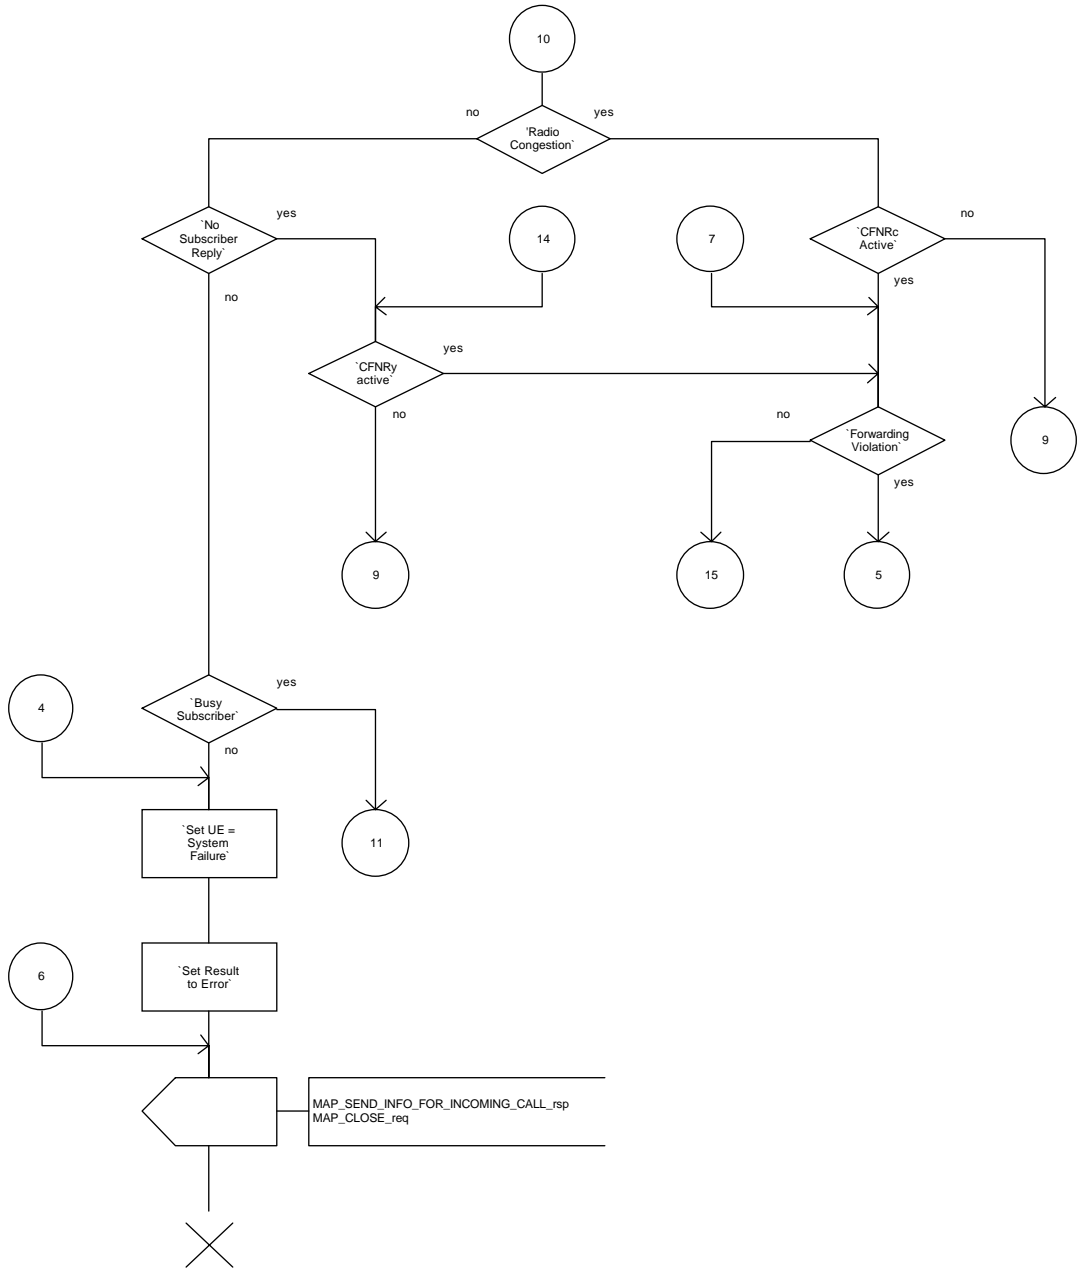 10
no
yes
'Radio
Congestion`
`No
Subscriber
Reply`
yes
14
7
`CFNRc
Active`
no
no
yes
`CFNRy
active`
yes
no
no
`Forwarding
Violation`
9
yes
9
15
5
4
`Busy
Subscriber`
yes
no
`Set UE =
System
Failure`
11
6
`Set Result
to Error`
MAP_SEND_INFO_FOR_INCOMING_CALL_rsp
MAP_CLOSE_req